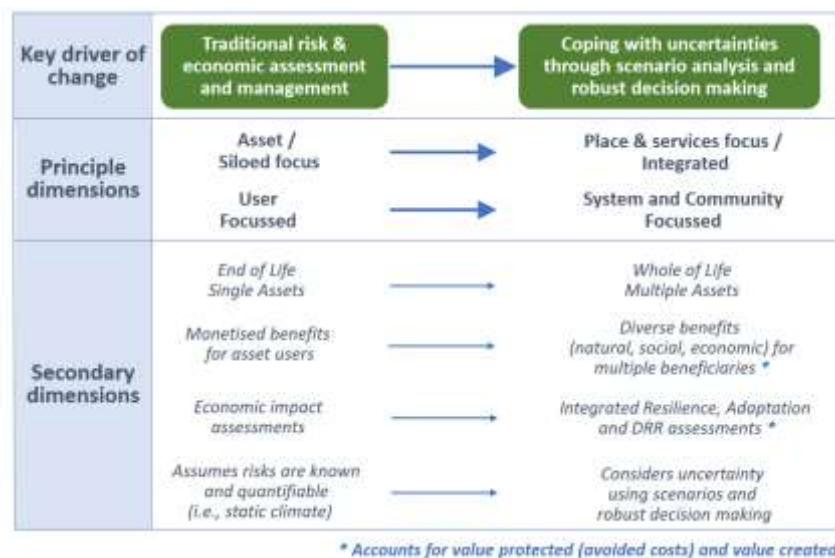 Key driver of
change
Traditional risk &
economic assessment
and management
Coping with uncertainties
through scenario analysis and
robust decision making
Principle
dimensions
Asset /
Siloed focus
Place & services focus /
Integrated
User
Focussed
System and Community
Focussed
Secondary
dimensions
End of Life
Single Assets
Whole of Life
Multiple Assets
Monetised benefits
for asset users
Diverse benefits
(natural, social, economic) for
multiple beneficiaries *
Economic impact
assessments
Integrated Resilience, Adaptation
and DRR assessments *
Assumes risks are known
and quantifiable
(i.e., static climate)
Considers uncertainty
using scenarios and
robust decision making
* Accounts for value protected (avoided costs) and value created